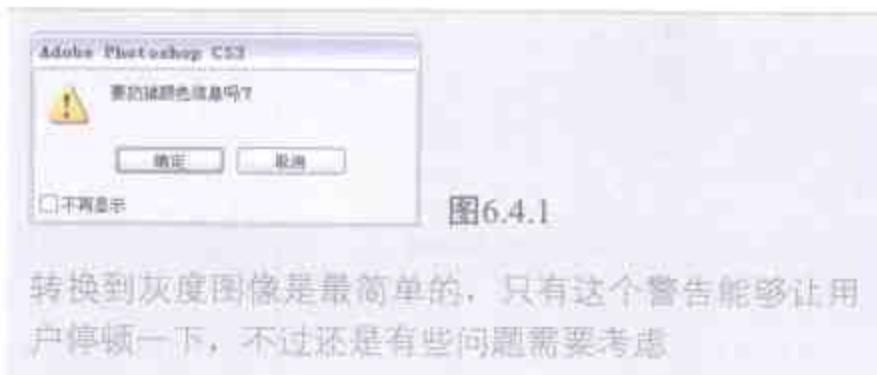 Adobe Photoshop CS3
要扔掉颜色信息吗?
确定 取消
不再显示
图6.4.1
转换到灰度图像是最简单的,只有这个警告能够让用
户停顿一下,不过还是有些问题需要考虑